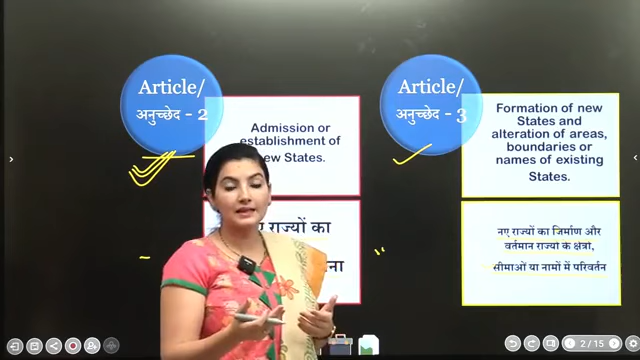 Article/
अनुच्छेद - 2
Admission or
establishment of
new States.
ए राज्यों का
ना
Article/
अनुच्छेद - 3
Formation of new
States and
alteration of areas,
boundaries or
names of existing
States.
नए राज्यों का निर्माण और
वर्तमान राज्यों के क्षेत्रों,
सीमाओं या नामों में परिवर्तन
2 / 15